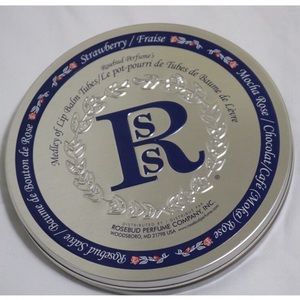 Strawberry / Fraise
Mocha Rose / Chocolat/Café (Moka) Rose
Rosebud Salve / Baume de Bouton de Rose
Rosebud Perfume's
Medley of Lip Balm Tubes/Le pot-pourri de Tubes de Baume de Lèvre
RSS
DISTRIBUTED BY
ROSEBUD PERFUME COMPANY, INC.
WOODSBORO, MD 21798 USA